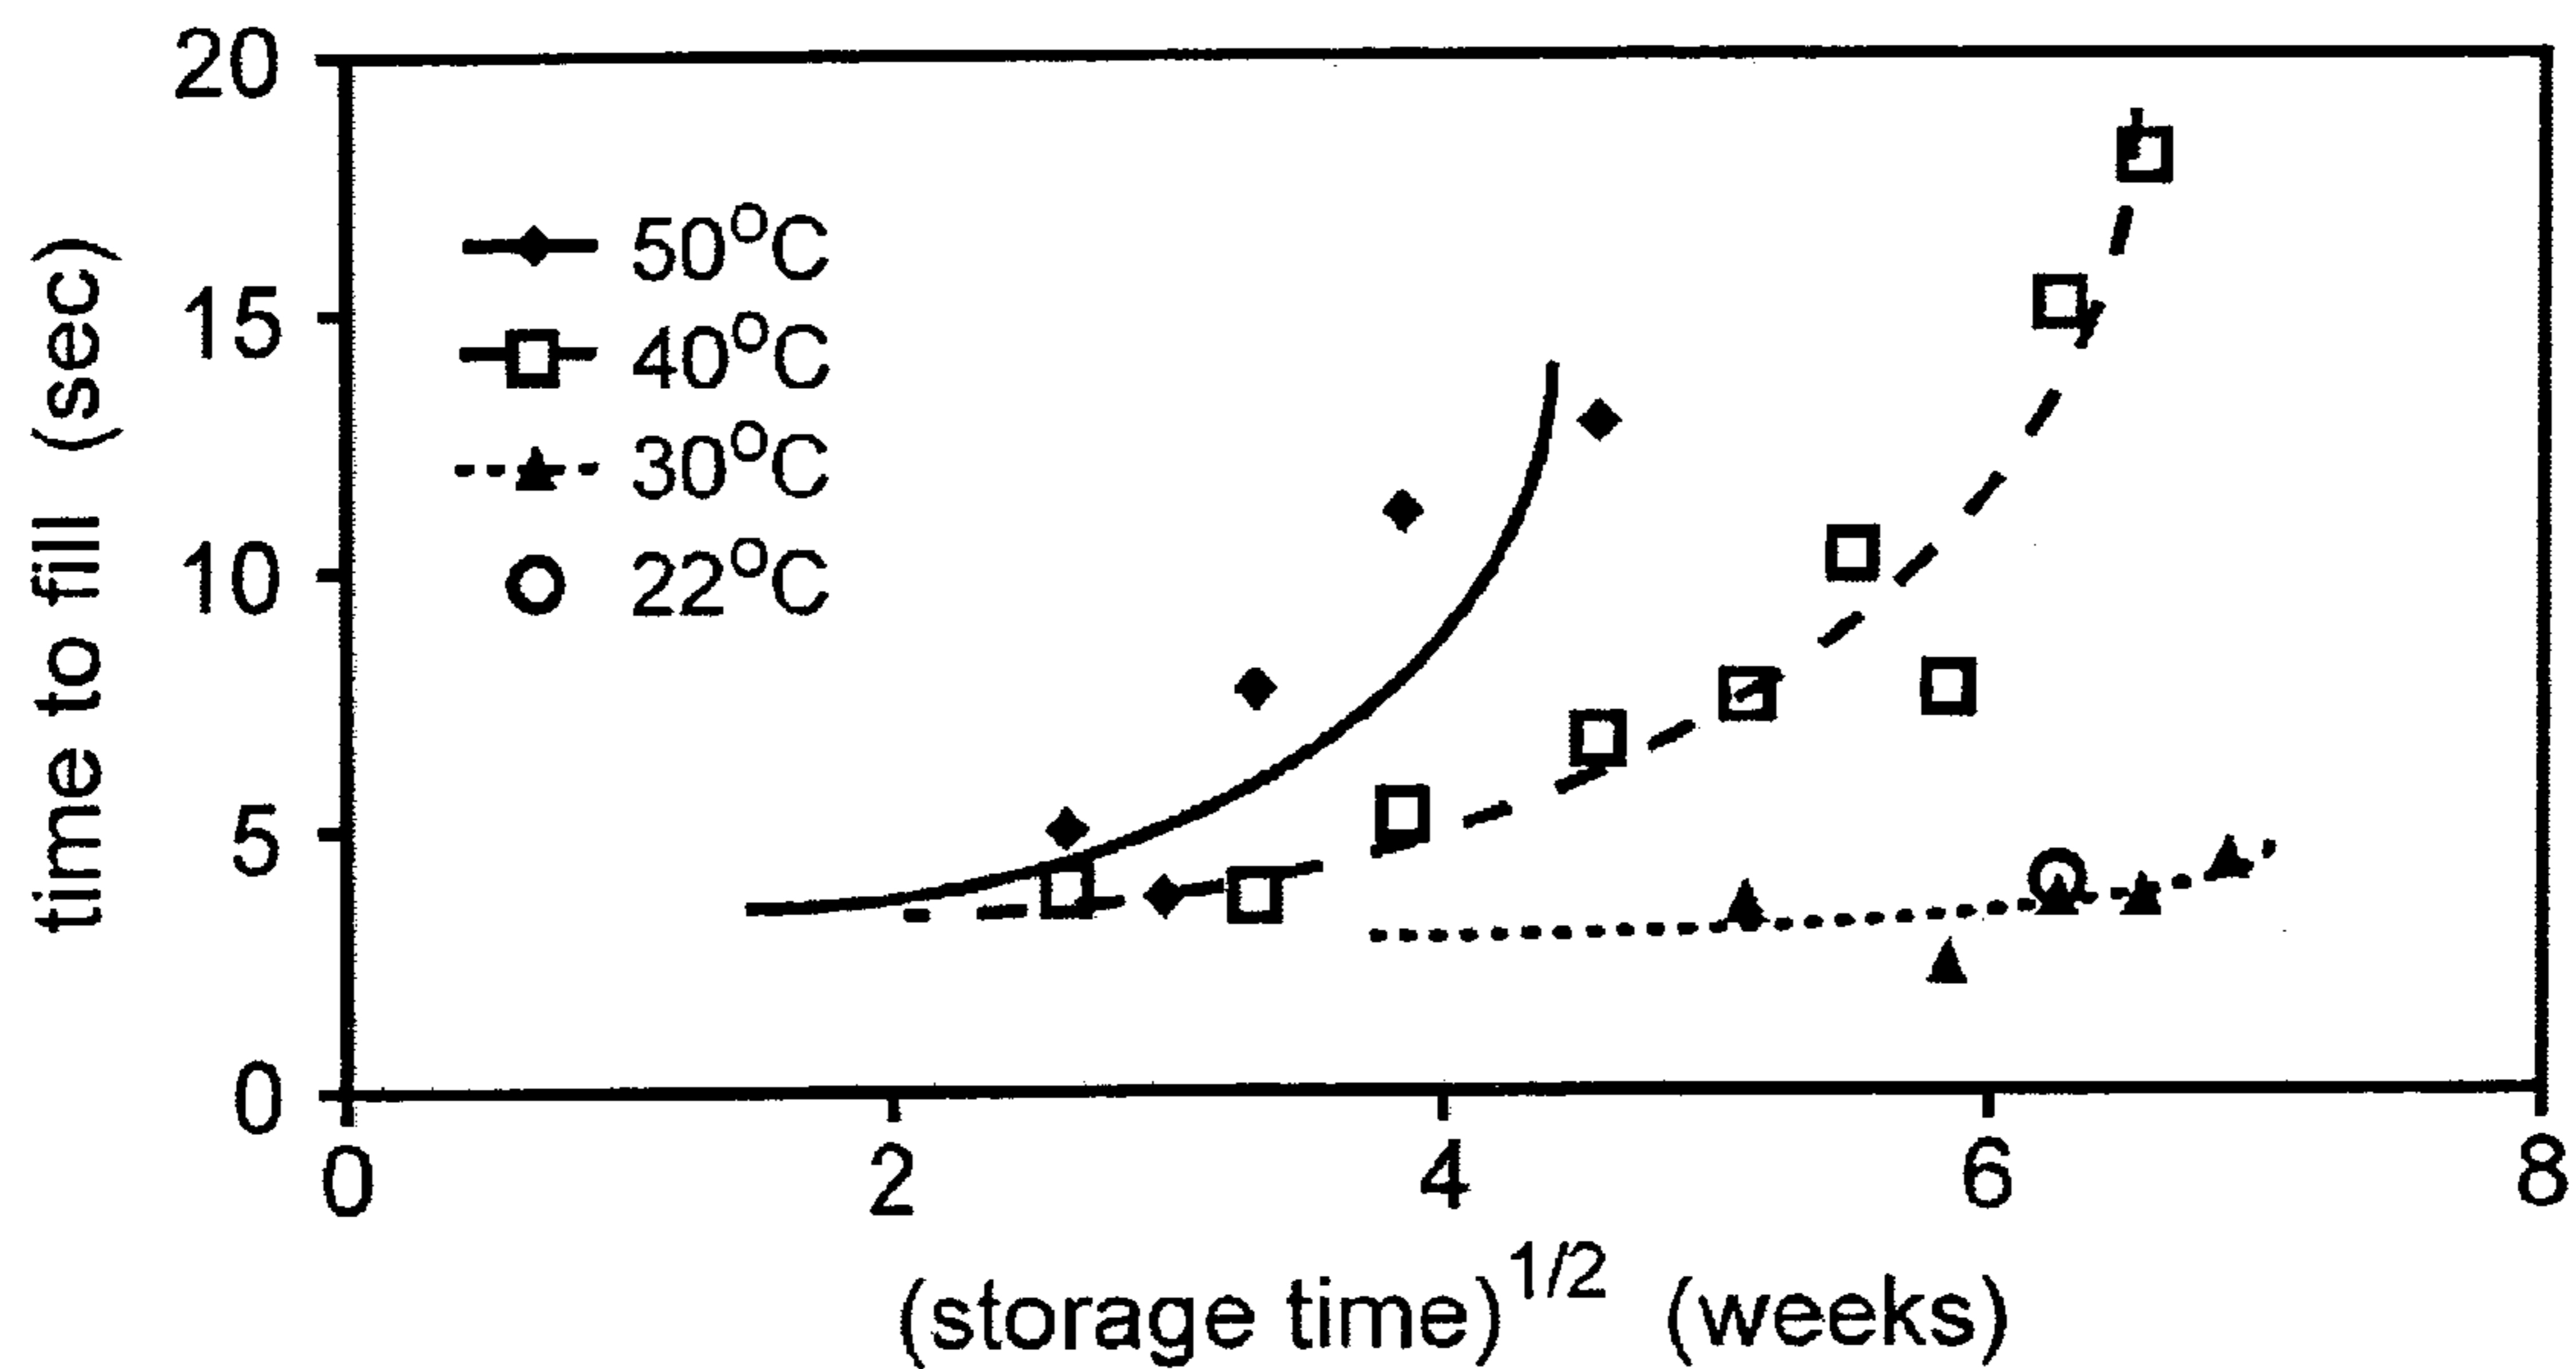 20
15
10
5
0
time to fill (sec)
50°C
40°C
30°C
22°C
0 2 4 6 8
(storage time)^1/2 (weeks)